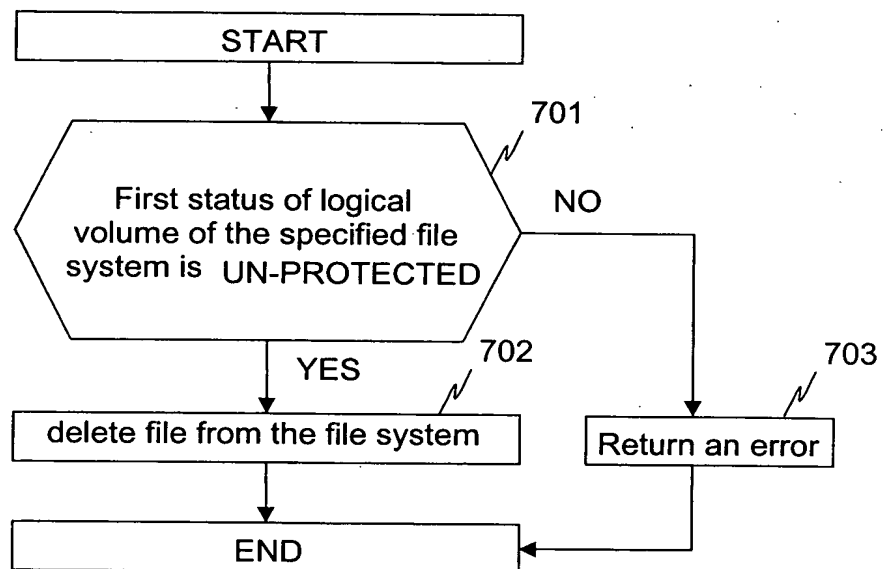 START
701
First status of logical
volume of the specified file
system is UN-PROTECTED
NO
YES
702
703
delete file from the file system
Return an error
END